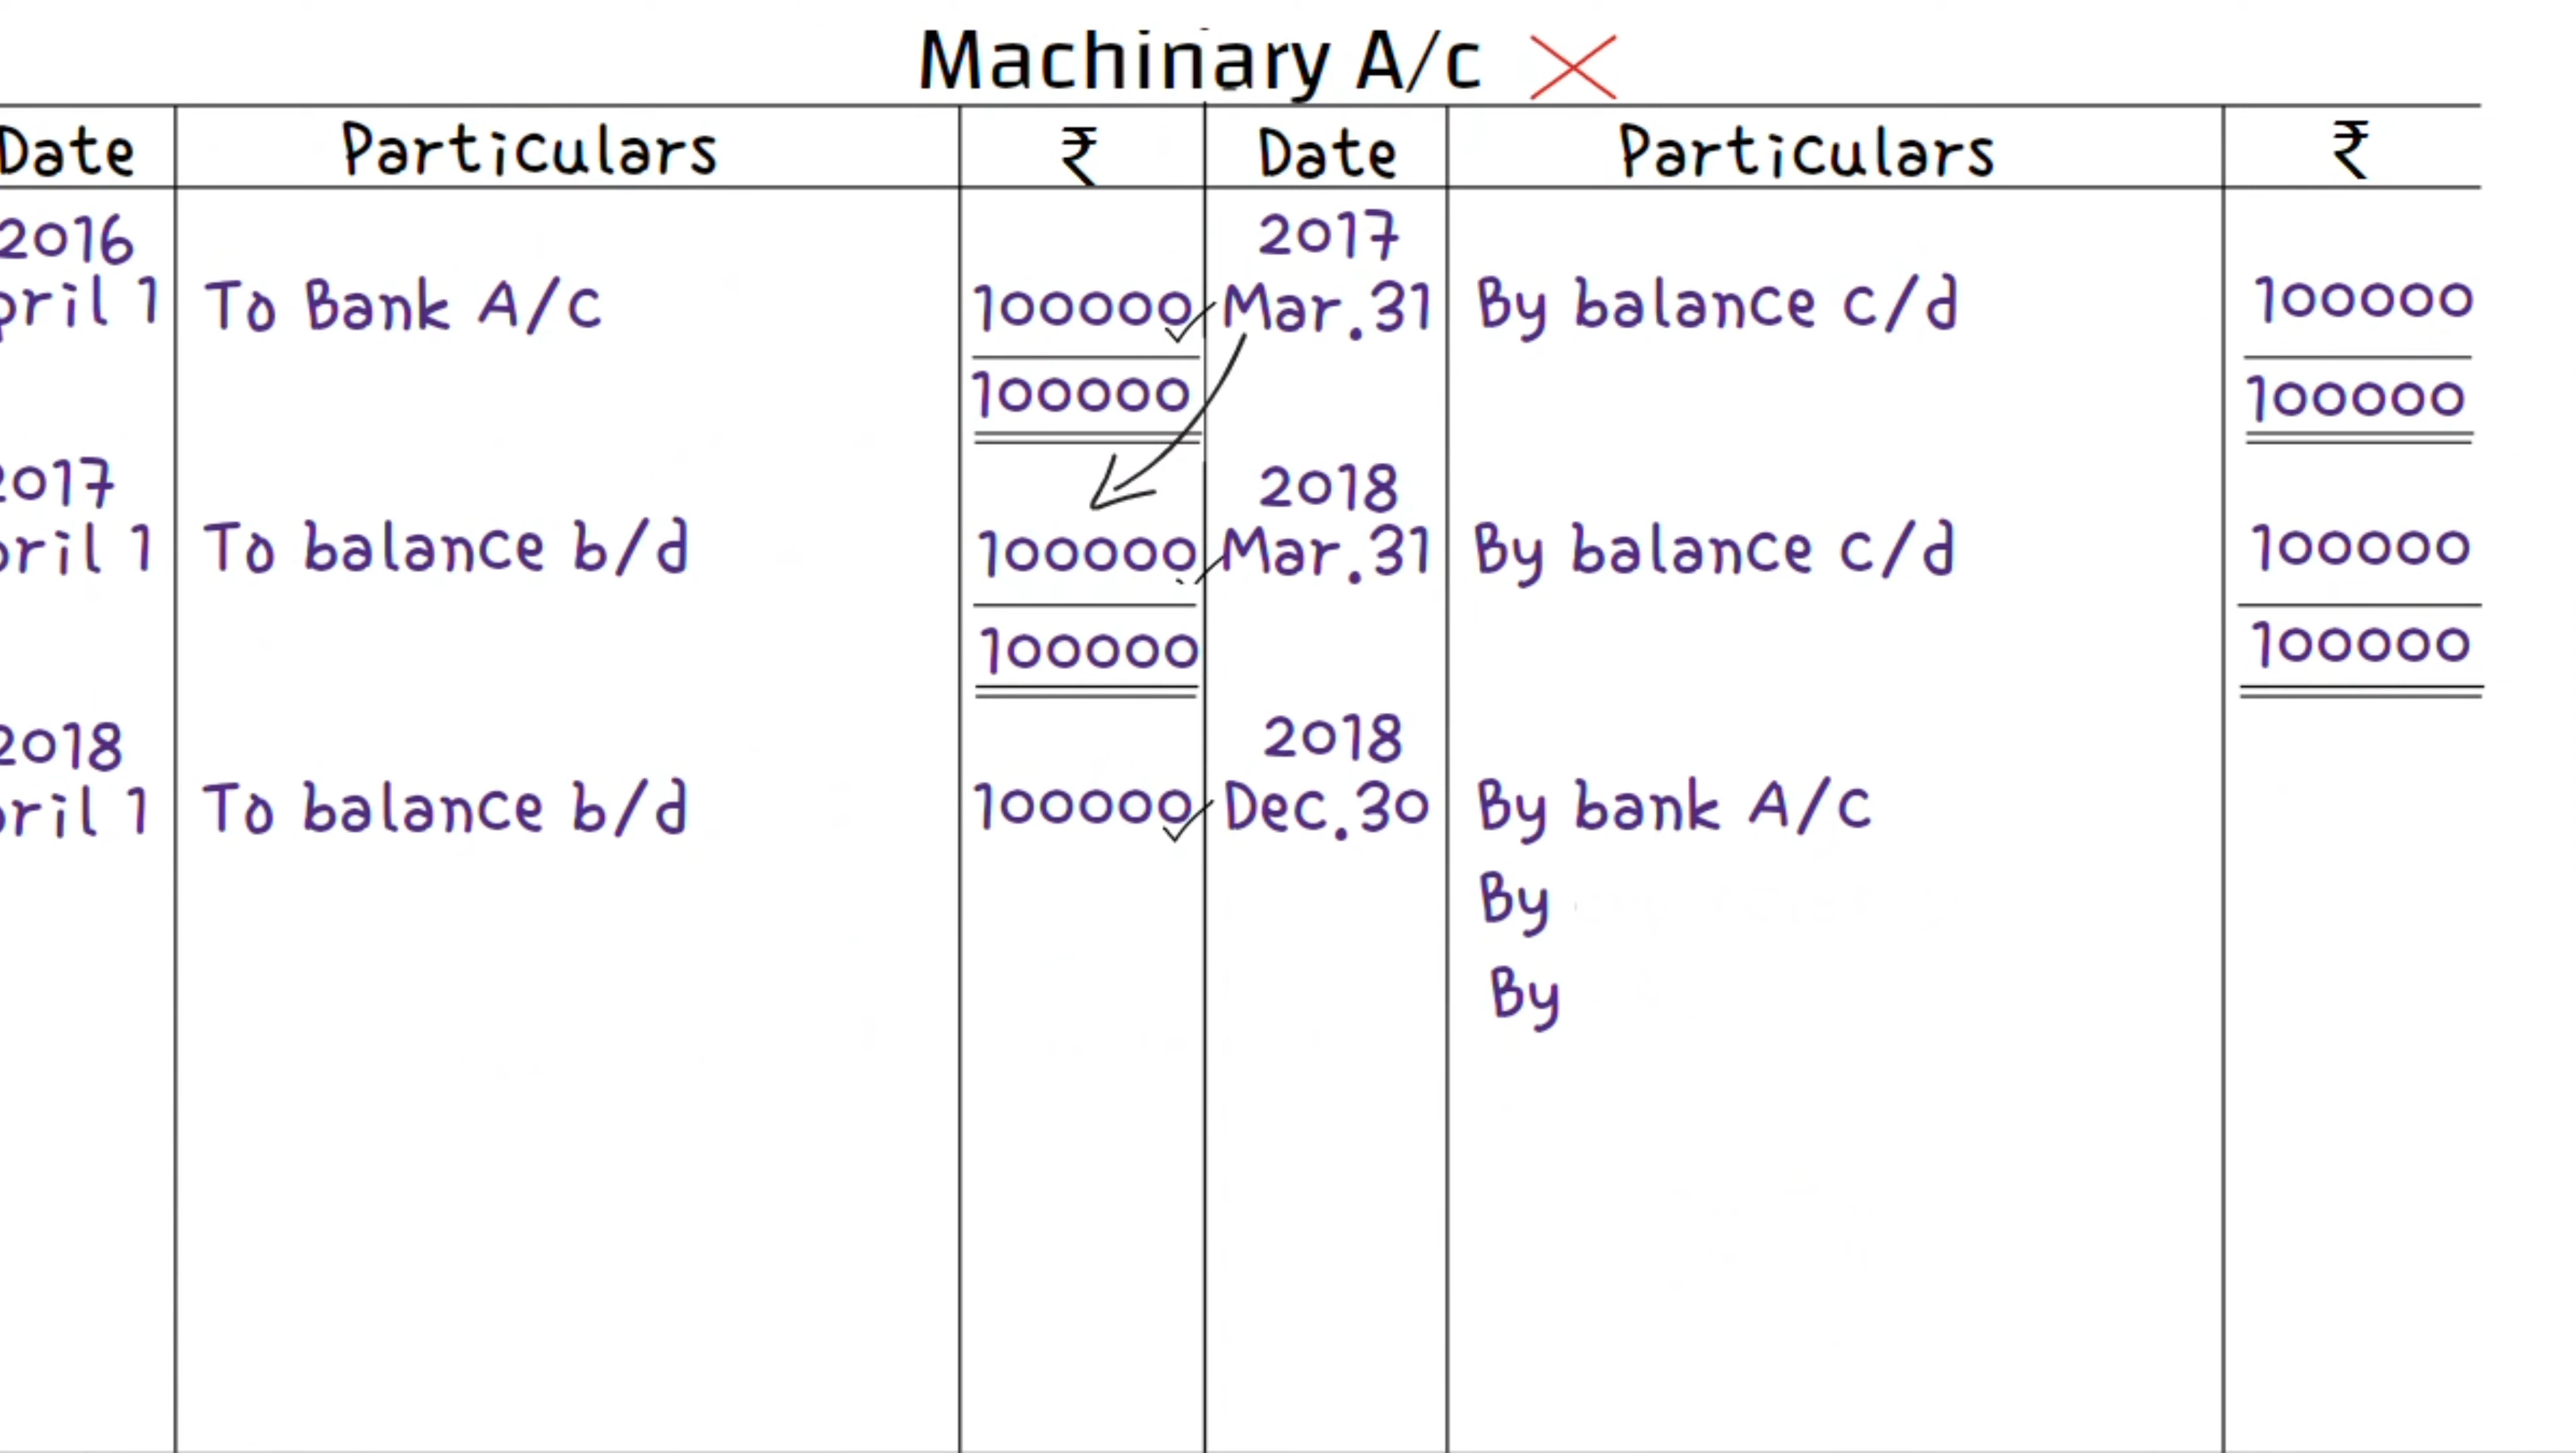 Machinary A/c
Date Particulars ₹ Date Particulars ₹
2016 2017
pril 1 To Bank A/c 100000 Mar.31 By balance c/d 100000
100000 100000
2017 2018
pril 1 To balance b/d 100000 Mar.31 By balance c/d 100000
100000 100000
2018 2018
pril 1 To balance b/d 100000 Dec.30 By bank A/c
By
By